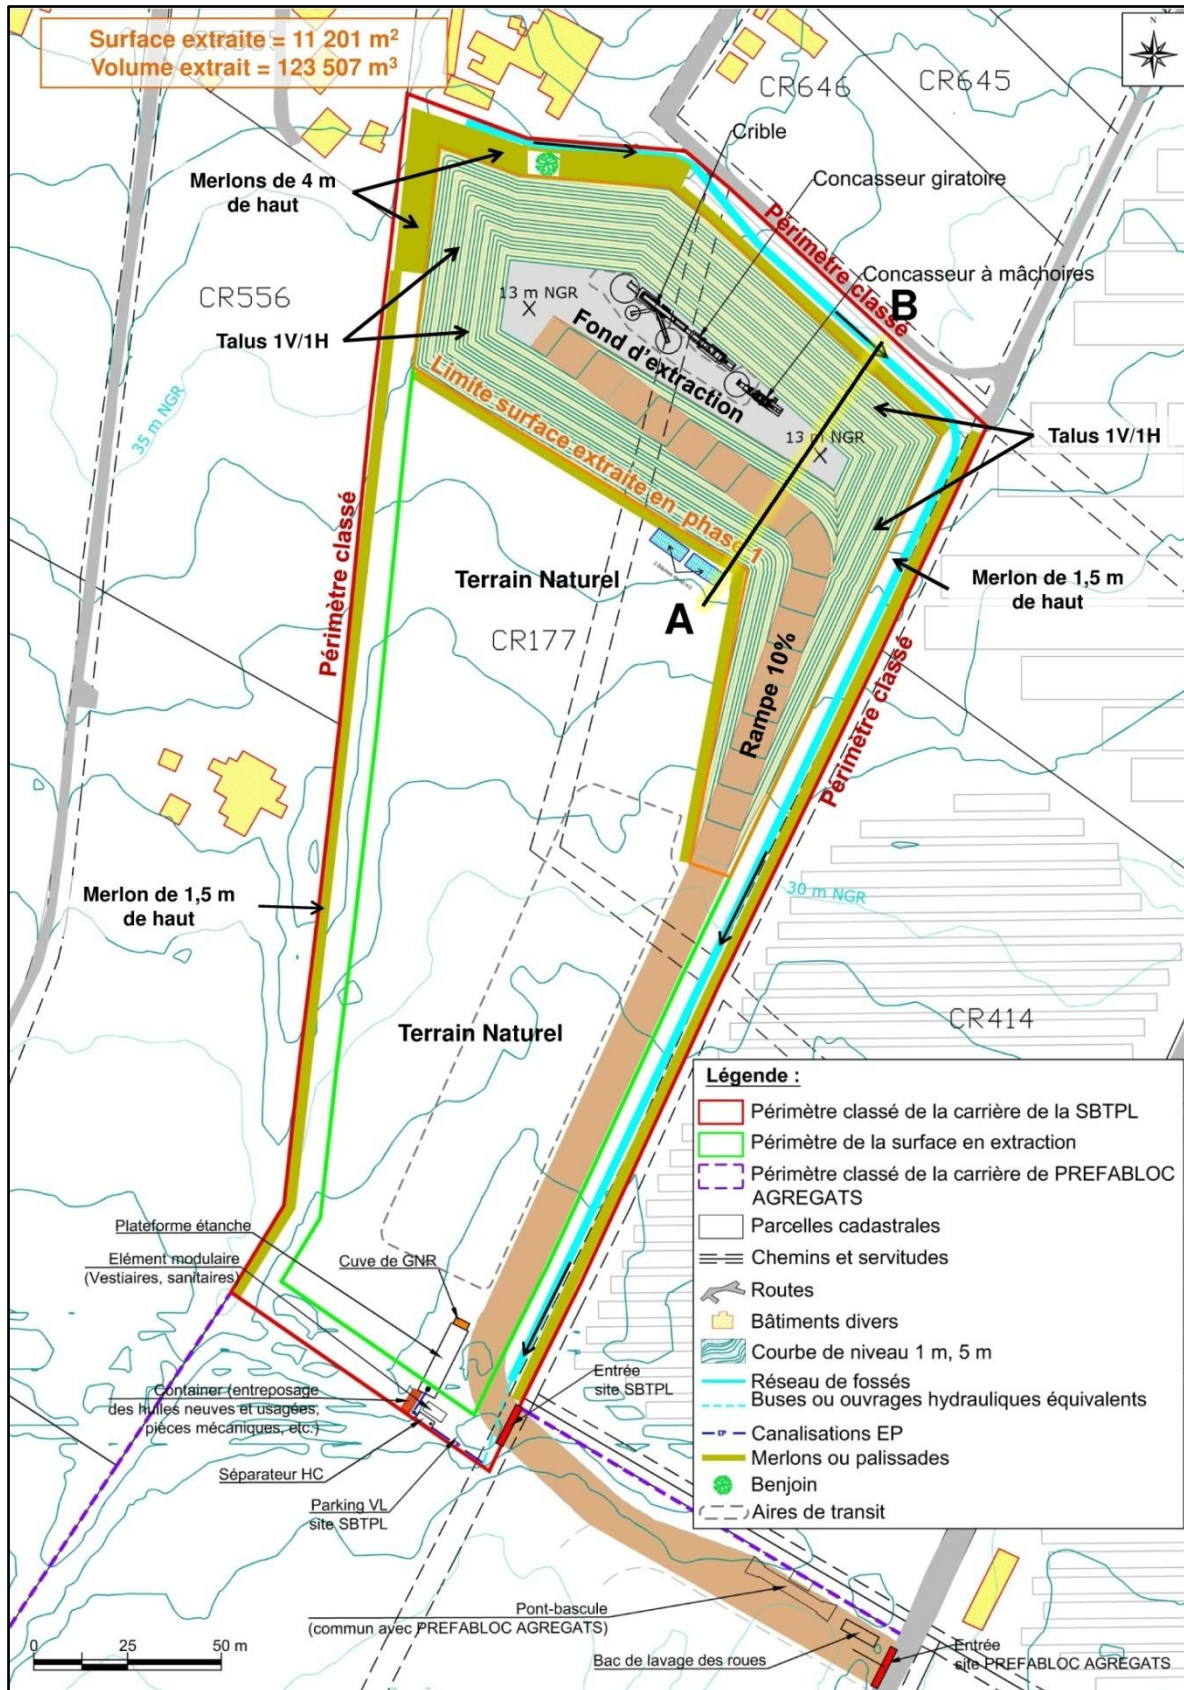 Surface extraite = 11 201 m²
Volume extrait = 123 507 m³
N
CR646
CR645
Crible
Merlons de 4 m
de haut
Concasseur giratoire
Périmètre classé
Concasseur à mâchoires
CR556
13 m NGR
B
Talus 1V/1H
Fond d'extraction
35 m NGR
Limite surface extraite en phase 1
13 m NGR
Talus 1V/1H
Périmètre classé
Terrain Naturel
Merlon de 1,5 m
de haut
CR177
A
Rampe 10%
Périmètre classé
Merlon de 1,5 m
de haut
30 m NGR
Terrain Naturel
CR414
Légende :
Périmètre classé de la carrière de la SBTPL
Périmètre de la surface en extraction
Périmètre classé de la carrière de PREFABLOC
AGREGATS
Parcelles cadastrales
Chemins et servitudes
Routes
Bâtiments divers
Courbe de niveau 1 m, 5 m
Réseau de fossés
Buses ou ouvrages hydrauliques équivalents
EP
Canalisations EP
Merlons ou palissades
Benjoin
Aires de transit
Plateforme étanche
Elément modulaire
(Vestiaires, sanitaires)
Cuve de GNR
Container (entreposage
des huiles neuves et usagées,
pièces mécaniques, etc.)
Entrée
site SBTPL
Séparateur HC
Parking VL
site SBTPL
Pont-bascule
(commun avec PREFABLOC AGREGATS)
Bac de lavage des roues
Entrée
site PREFABLOC AGREGATS
0 25 50 m